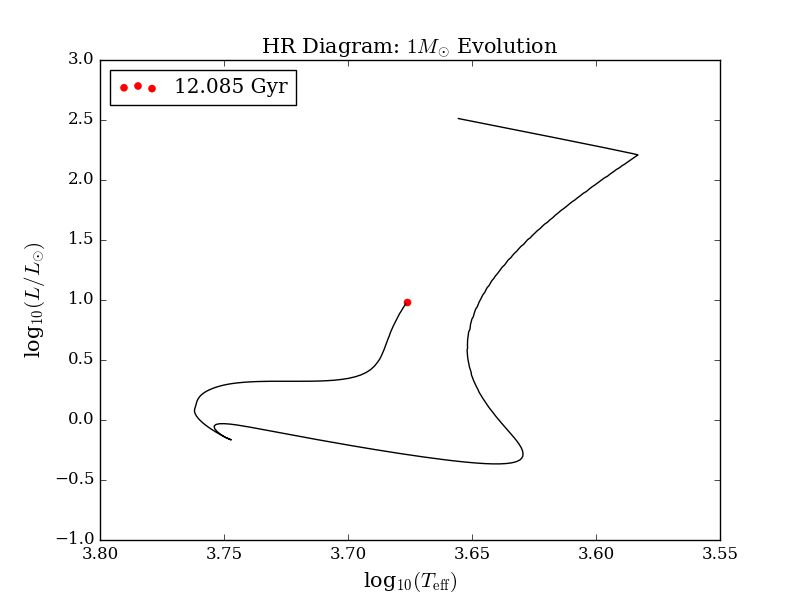 HR Diagram: 1M☉ Evolution
12.085 Gyr
log₁₀(L/L☉)
3.0
2.5
2.0
1.5
1.0
0.5
0.0
−0.5
−1.0
3.80 3.75 3.70 3.65 3.60 3.55
log₁₀(T_eff)